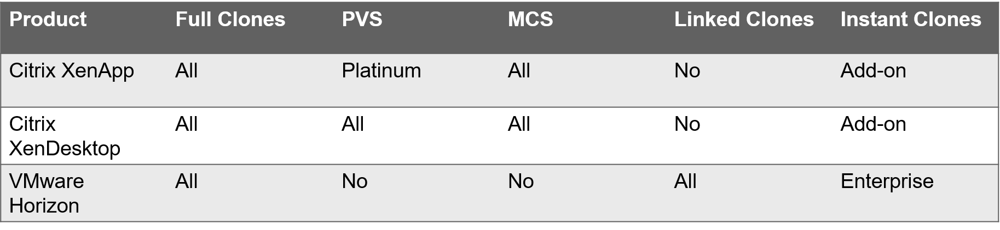 Product Full Clones PVS MCS Linked Clones Instant Clones
Citrix XenApp All Platinum All No Add-on
Citrix All All All No Add-on
XenDesktop
VMware All No No All Enterprise
Horizon